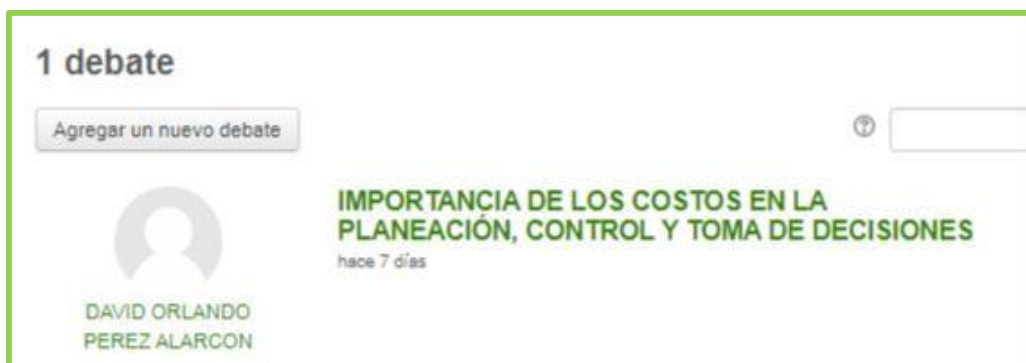 1 debate
Agregar un nuevo debate
IMPORTANCIA DE LOS COSTOS EN LA
PLANEACIÓN, CONTROL Y TOMA DE DECISIONES
hace 7 días
DAVID ORLANDO
PEREZ ALARCON